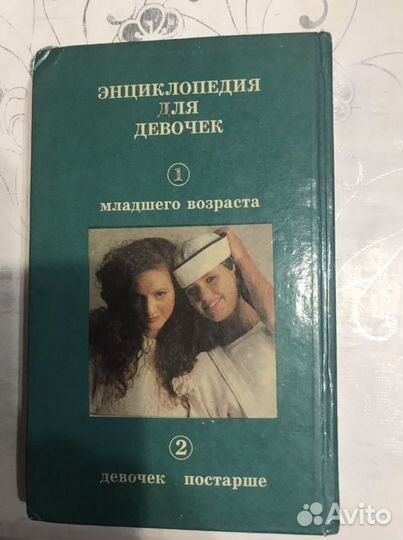 ЭНЦИКЛОПЕДИЯ
ДЛЯ
ДЕВОЧЕК
1
младшего возраста
2
девочек постарше
Avito